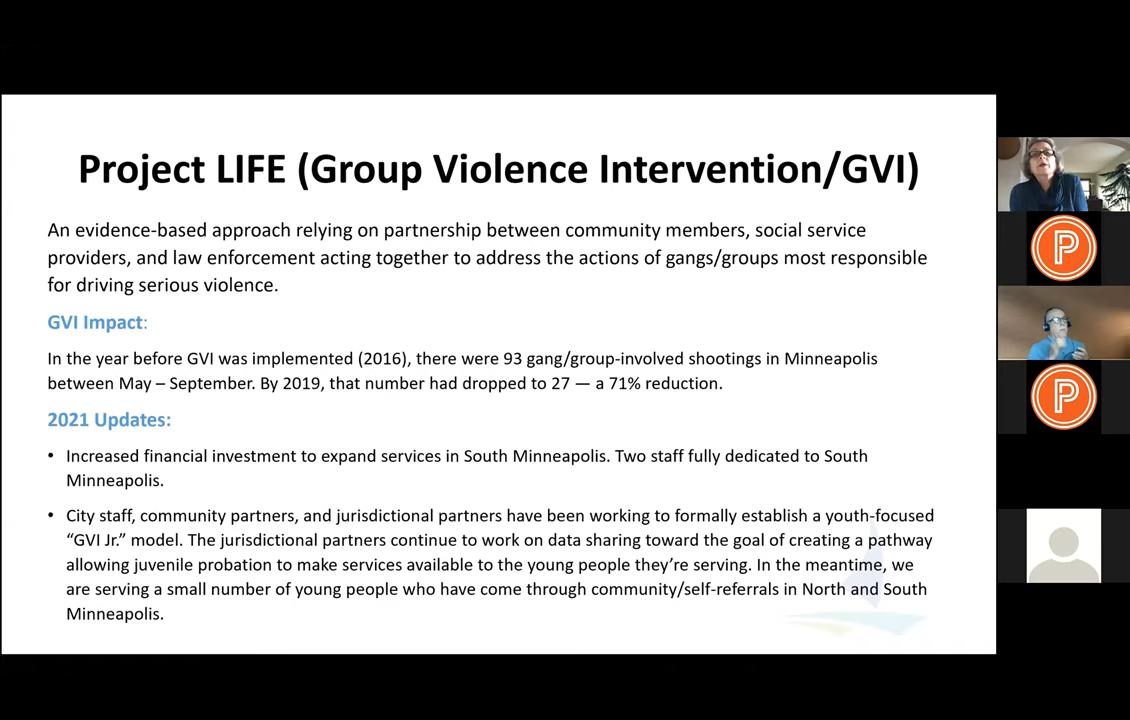 Project LIFE (Group Violence Intervention/GVI)
An evidence-based approach relying on partnership between community members, social service
providers, and law enforcement acting together to address the actions of gangs/groups most responsible
for driving serious violence.
GVI Impact:
In the year before GVI was implemented (2016), there were 93 gang/group-involved shootings in Minneapolis
between May – September. By 2019, that number had dropped to 27 — a 71% reduction.
2021 Updates:
• Increased financial investment to expand services in South Minneapolis. Two staff fully dedicated to South
Minneapolis.
• City staff, community partners, and jurisdictional partners have been working to formally establish a youth-focused
“GVI Jr.” model. The jurisdictional partners continue to work on data sharing toward the goal of creating a pathway
allowing juvenile probation to make services available to the young people they’re serving. In the meantime, we
are serving a small number of young people who have come through community/self-referrals in North and South
Minneapolis.
P
P